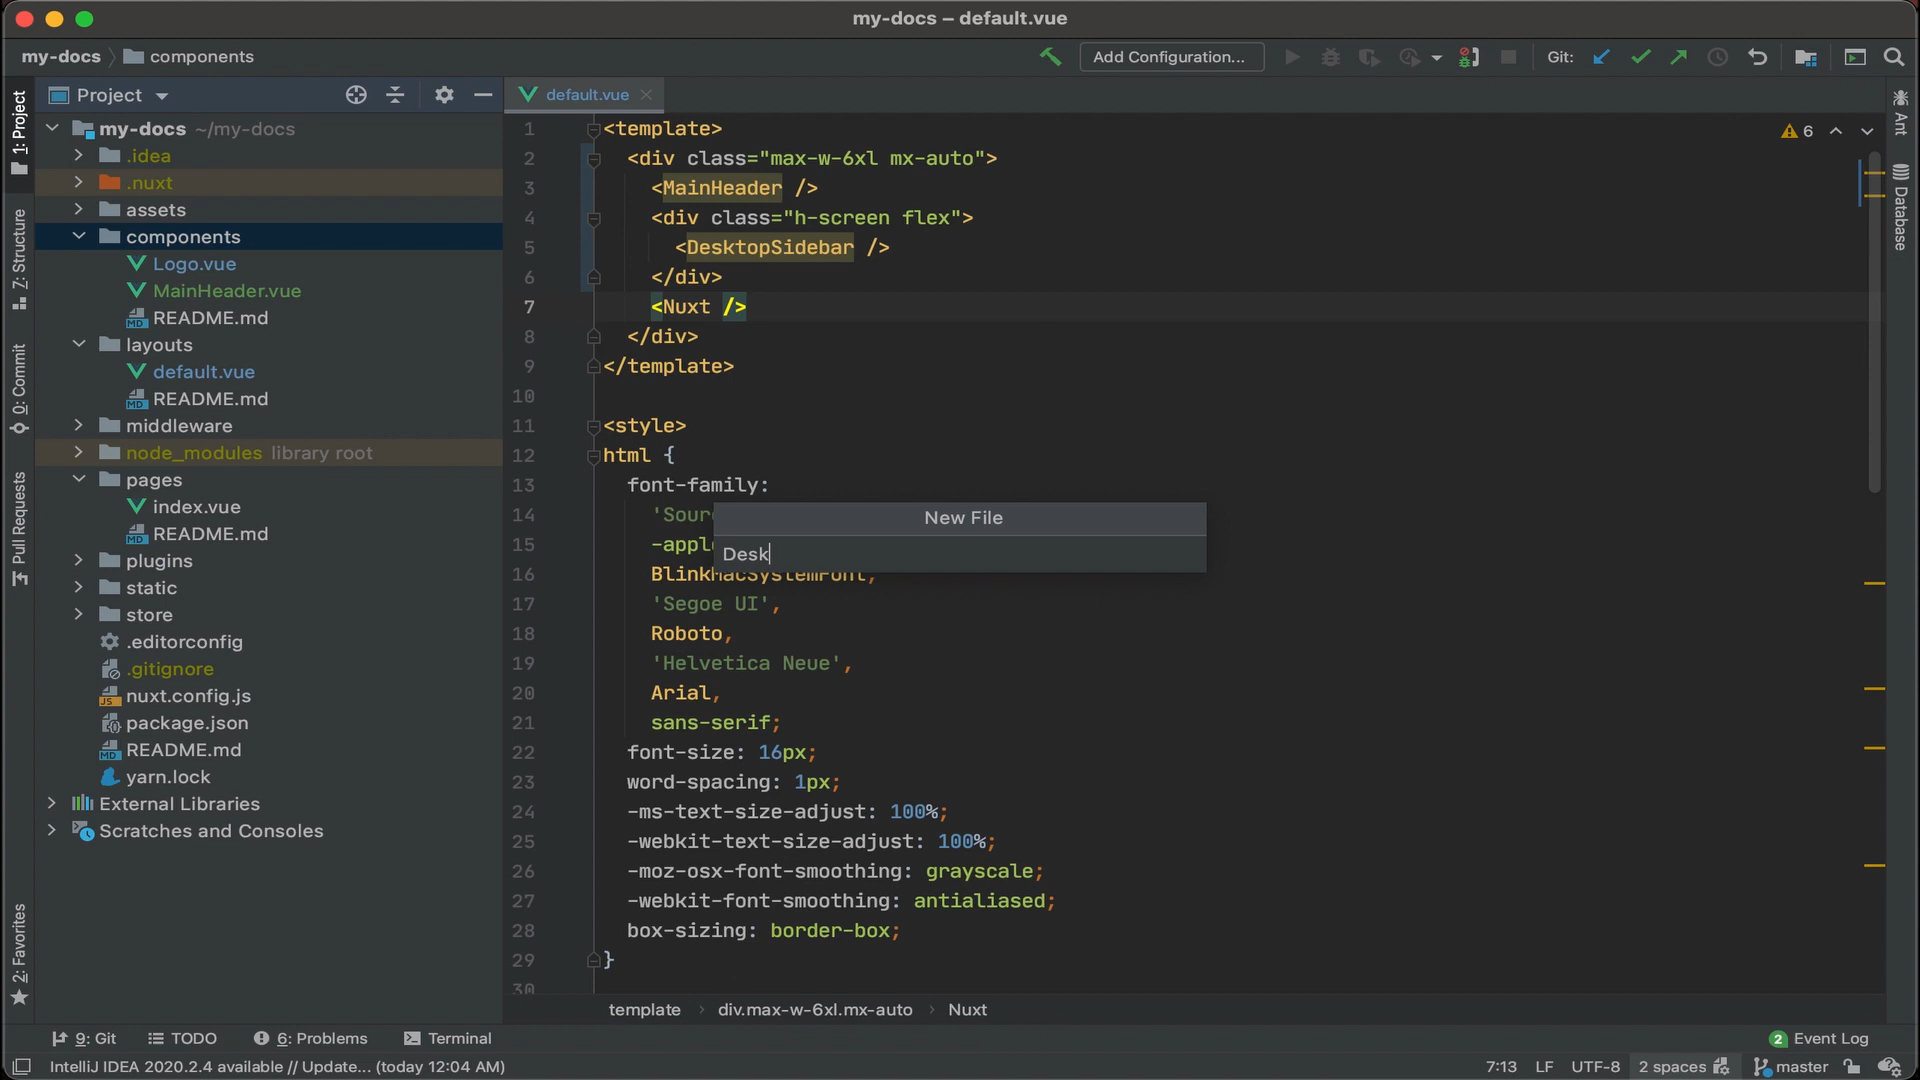 my-docs – default.vue
my-docs
components
Add Configuration...
Git:
1: Project
Z: Structure
0: Commit
Pull Requests
2: Favorites
Project
my-docs ~/my-docs
.idea
.nuxt
assets
components
Logo.vue
MainHeader.vue
README.md
layouts
default.vue
README.md
middleware
node_modules library root
pages
index.vue
README.md
plugins
static
store
.editorconfig
.gitignore
nuxt.config.js
package.json
README.md
yarn.lock
External Libraries
Scratches and Consoles
default.vue
6
1 <template>
2 <div class="max-w-6xl mx-auto">
3 <MainHeader />
4 <div class="h-screen flex">
5 <DesktopSidebar />
6 </div>
7 <Nuxt />
8 </div>
9 </template>
10
11 <style>
12 html {
13 font-family:
14 'Sour
15 -appl
16 BlinkMacSystemFont,
17 'Segoe UI',
18 Roboto,
19 'Helvetica Neue',
20 Arial,
21 sans-serif;
22 font-size: 16px;
23 word-spacing: 1px;
24 -ms-text-size-adjust: 100%;
25 -webkit-text-size-adjust: 100%;
26 -moz-osx-font-smoothing: grayscale;
27 -webkit-font-smoothing: antialiased;
28 box-sizing: border-box;
29 }
30
New File
Desk
template › div.max-w-6xl.mx-auto › Nuxt
Ant
Database
9: Git
TODO
6: Problems
Terminal
2 Event Log
IntelliJ IDEA 2020.2.4 available // Update... (today 12:04 AM)
7:13
LF
UTF-8
2 spaces
master